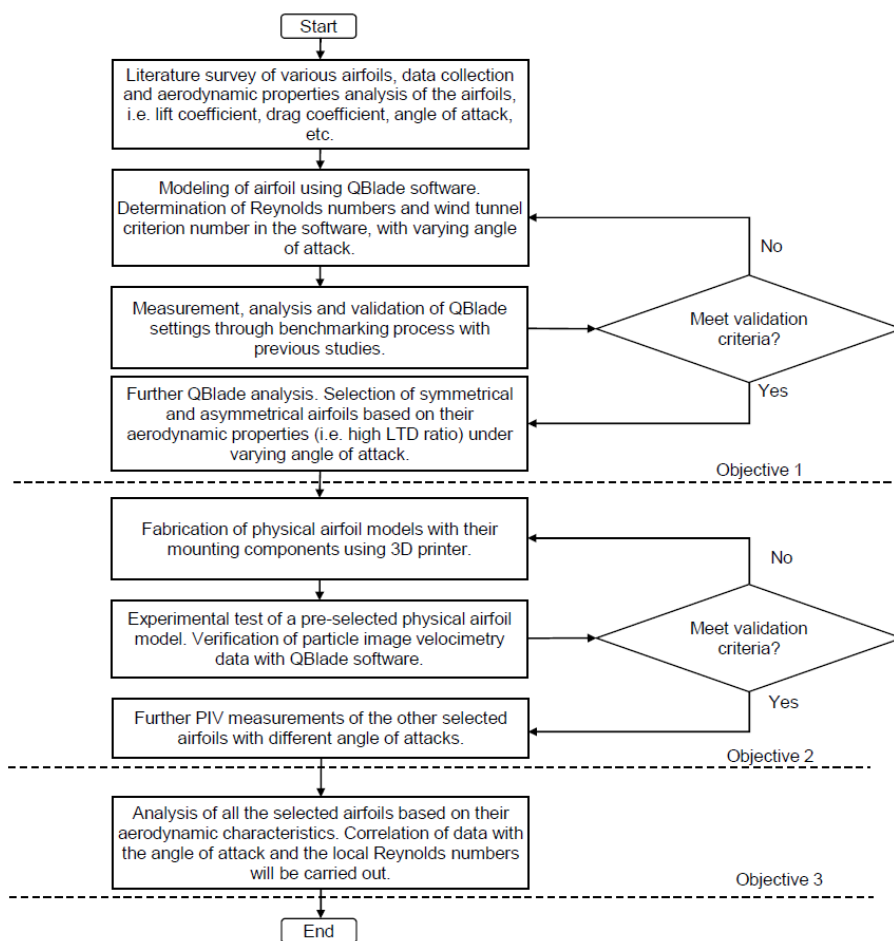 Start
Literature survey of various airfoils, data collection
and aerodynamic properties analysis of the airfoils,
i.e. lift coefficient, drag coefficient, angle of attack,
etc.
Modeling of airfoil using QBlade software.
Determination of Reynolds numbers and wind tunnel
criterion number in the software, with varying angle
of attack.
No
Measurement, analysis and validation of QBlade
settings through benchmarking process with
previous studies.
Meet validation
criteria?
Yes
Further QBlade analysis. Selection of symmetrical
and asymmetrical airfoils based on their
aerodynamic properties (i.e. high LTD ratio) under
varying angle of attack.
Objective 1
Fabrication of physical airfoil models with their
mounting components using 3D printer.
No
Experimental test of a pre-selected physical airfoil
model. Verification of particle image velocimetry
data with QBlade software.
Meet validation
criteria?
Yes
Further PIV measurements of the other selected
airfoils with different angle of attacks.
Objective 2
Analysis of all the selected airfoils based on their
aerodynamic characteristics. Correlation of data with
the angle of attack and the local Reynolds numbers
will be carried out.
Objective 3
End